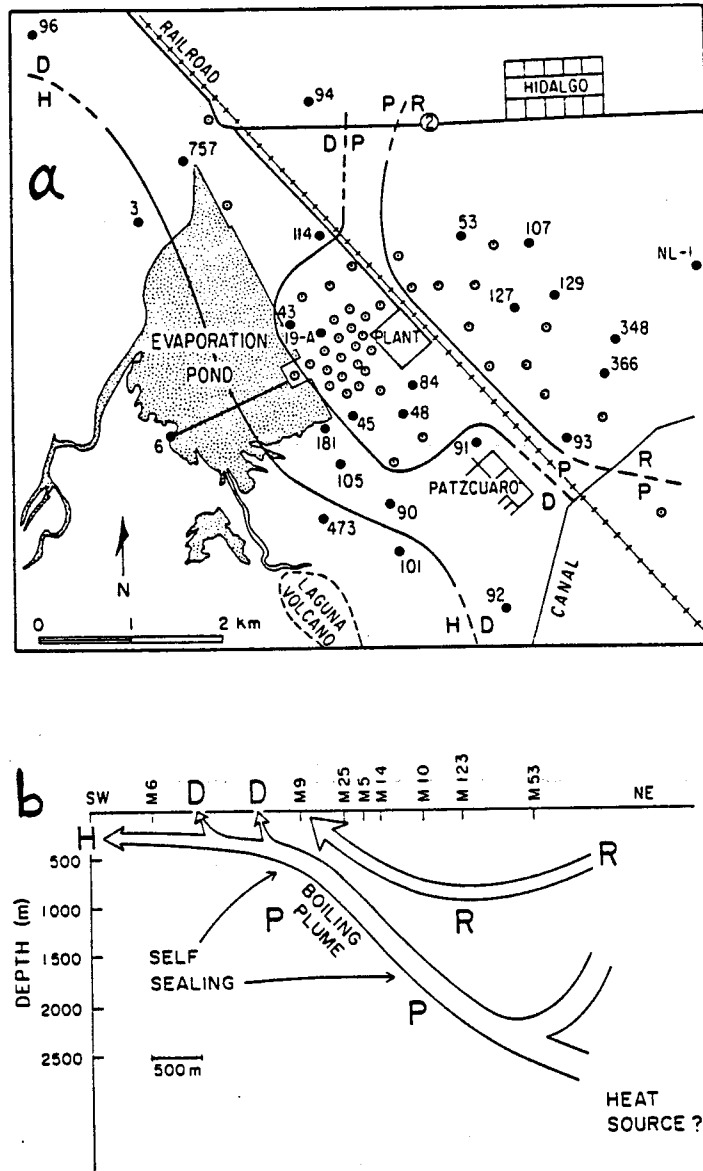 96
RAILROAD
D
H
94
P R
HIDALGO
2
D P
a
757
3
114
53
107
NL-1
43
19-A
PLANT
127
129
EVAPORATION
POND
348
366
84
6
45
48
181
91
93
105
P
R
PATZCUARO
D
P
90
473
101
N
LAGUNA
VOLCANO
92
H D
CANAL
0 1 2 Km
b
SW
M6
D
D
M9
M25
M5
M14
M10
M123
M53
NE
H
R
500
R
BOILING
PLUME
P
1000
SELF
SEALING
1500
P
2000
2500
DEPTH (m)
500 m
HEAT
SOURCE ?